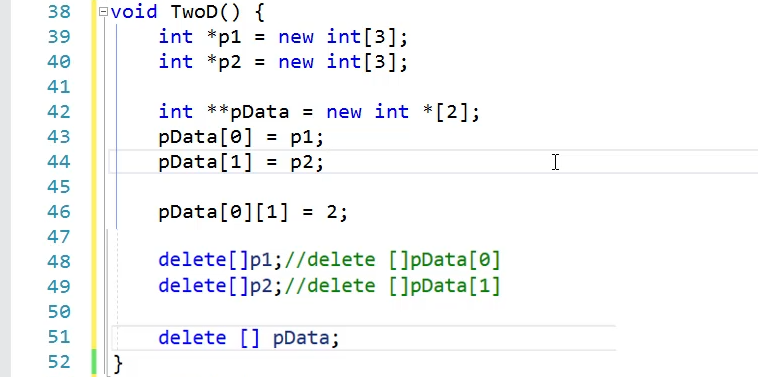 38 void TwoD() {
39 int *p1 = new int[3];
40 int *p2 = new int[3];
41
42 int **pData = new int *[2];
43 pData[0] = p1;
44 pData[1] = p2;
45
46 pData[0][1] = 2;
47
48 delete[]p1;//delete []pData[0]
49 delete[]p2;//delete []pData[1]
50
51 delete [] pData;
52 }